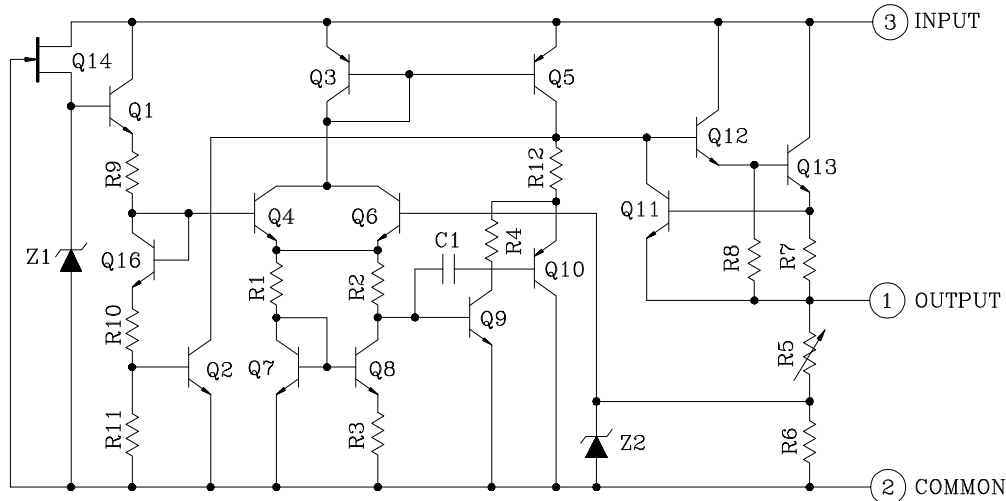 3 INPUT
Q14
Q3
Q5
Q1
Q12
Q13
R9
R12
Q4
Q6
Q11
R4
C1
Z1
Q16
R1
R2
Q10
R8
R7
1 OUTPUT
R10
Q9
R5
Q2
Q7
Q8
R11
R3
Z2
R6
2 COMMON